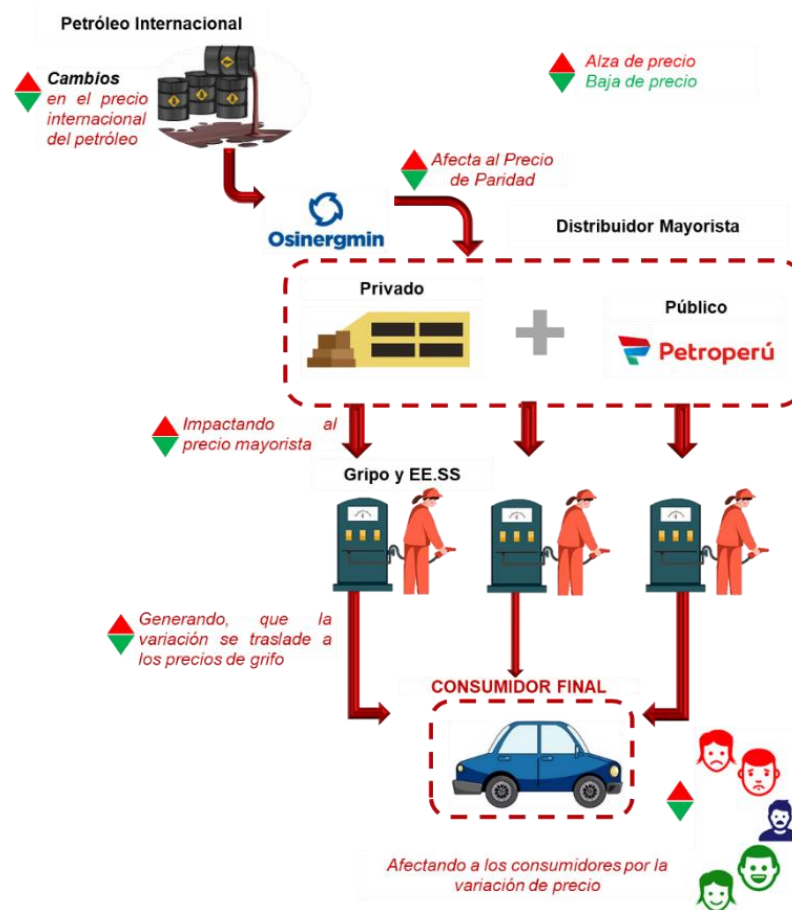 Petróleo Internacional
Cambios
en el precio
internacional
del petróleo
Alza de precio
Baja de precio
Afecta al Precio
de Paridad
Osinergmin
Distribuidor Mayorista
Privado
Público
Petroperú
Impactando al
precio mayorista
Gripo y EE.SS
Generando, que la
variación se traslade a
los precios de grifo
CONSUMIDOR FINAL
Afectando a los consumidores por la
variación de precio